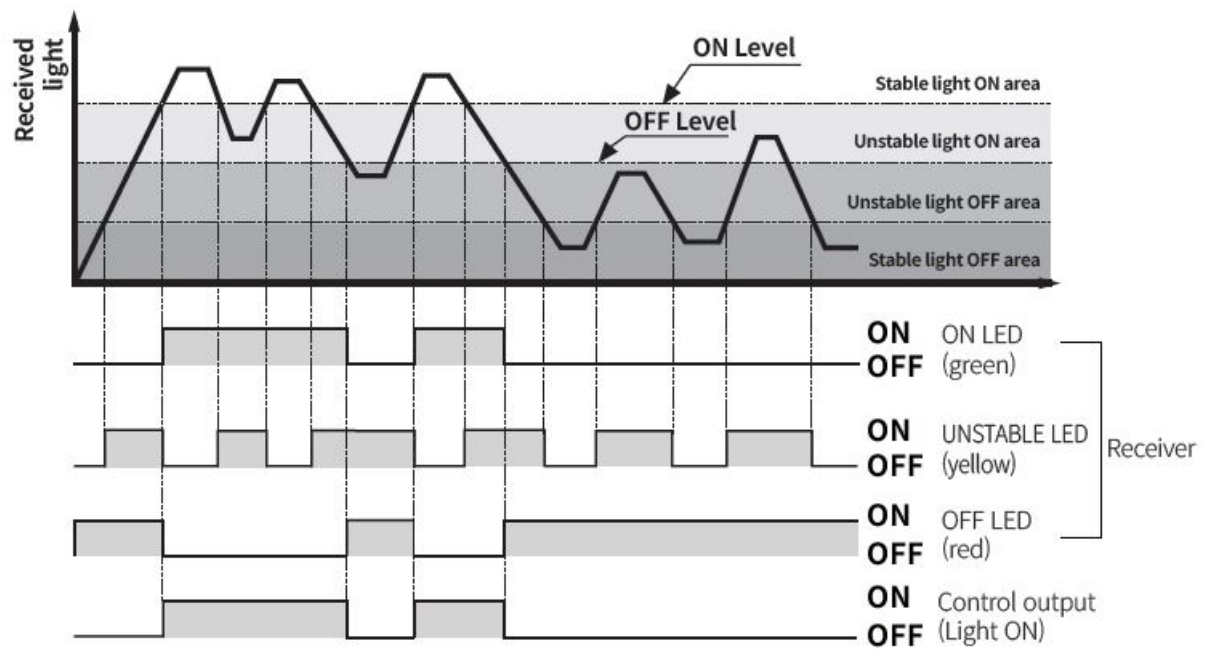 Received
light
ON Level
Stable light ON area
OFF Level
Unstable light ON area
Unstable light OFF area
Stable light OFF area
ON
OFF
ON LED
(green)
ON
OFF
UNSTABLE LED
(yellow)
Receiver
ON
OFF
OFF LED
(red)
ON
OFF
Control output
(Light ON)